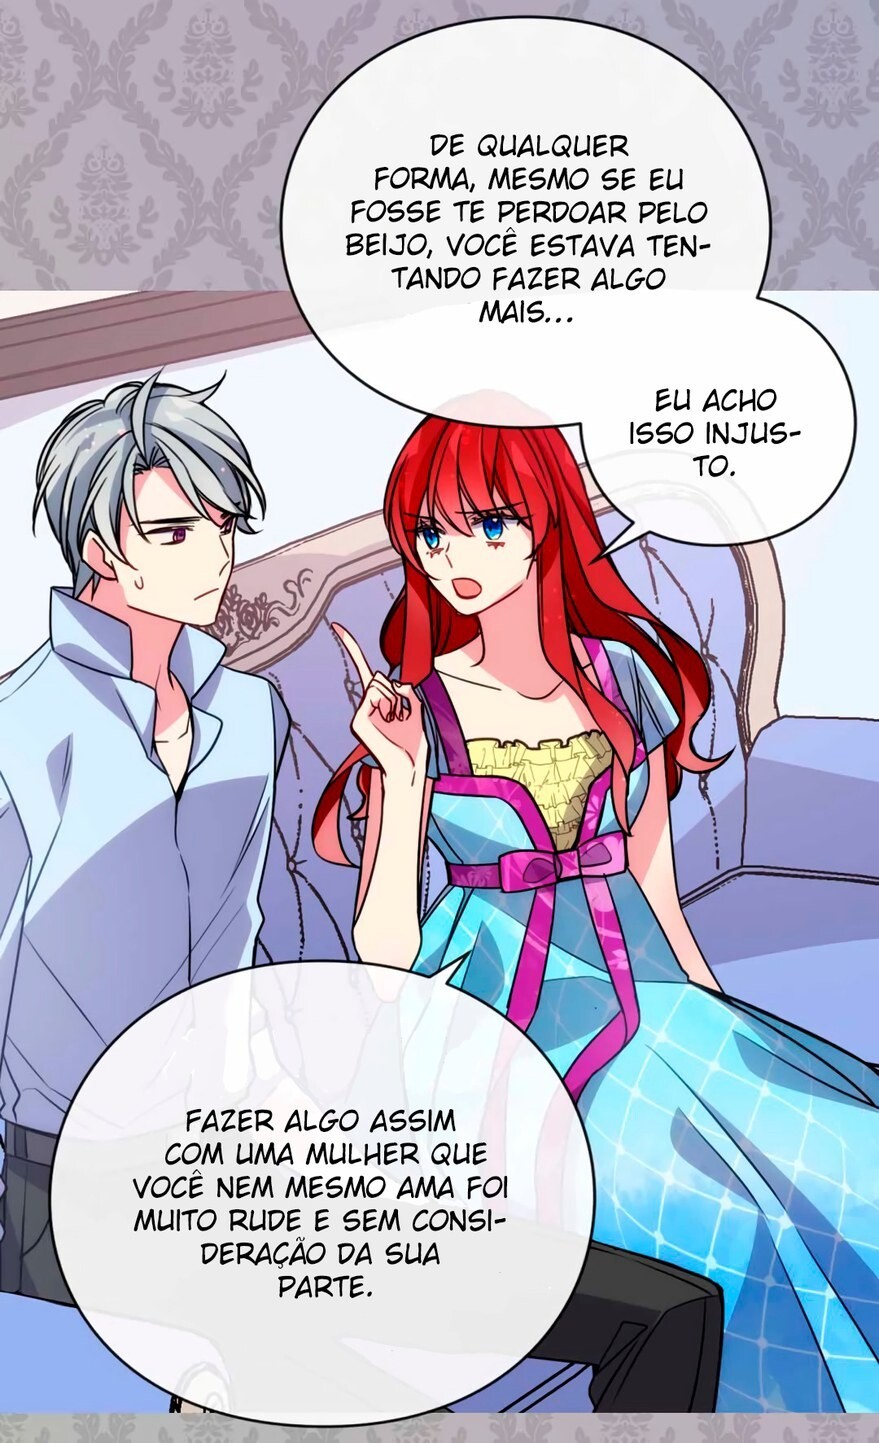 DE QUALQUER
FORMA, MESMO SE EU
FOSSE TE PERDOAR PELO
BEIJO, VOCÊ ESTAVA TEN-
TANDO FAZER ALGO
MAIS...
EU ACHO
ISSO INJUS-
TO.
FAZER ALGO ASSIM
COM UMA MULHER QUE
VOCÊ NEM MESMO AMA FOI
MUITO RUDE E SEM CONSI-
DERAÇÃO DA SUA
PARTE.